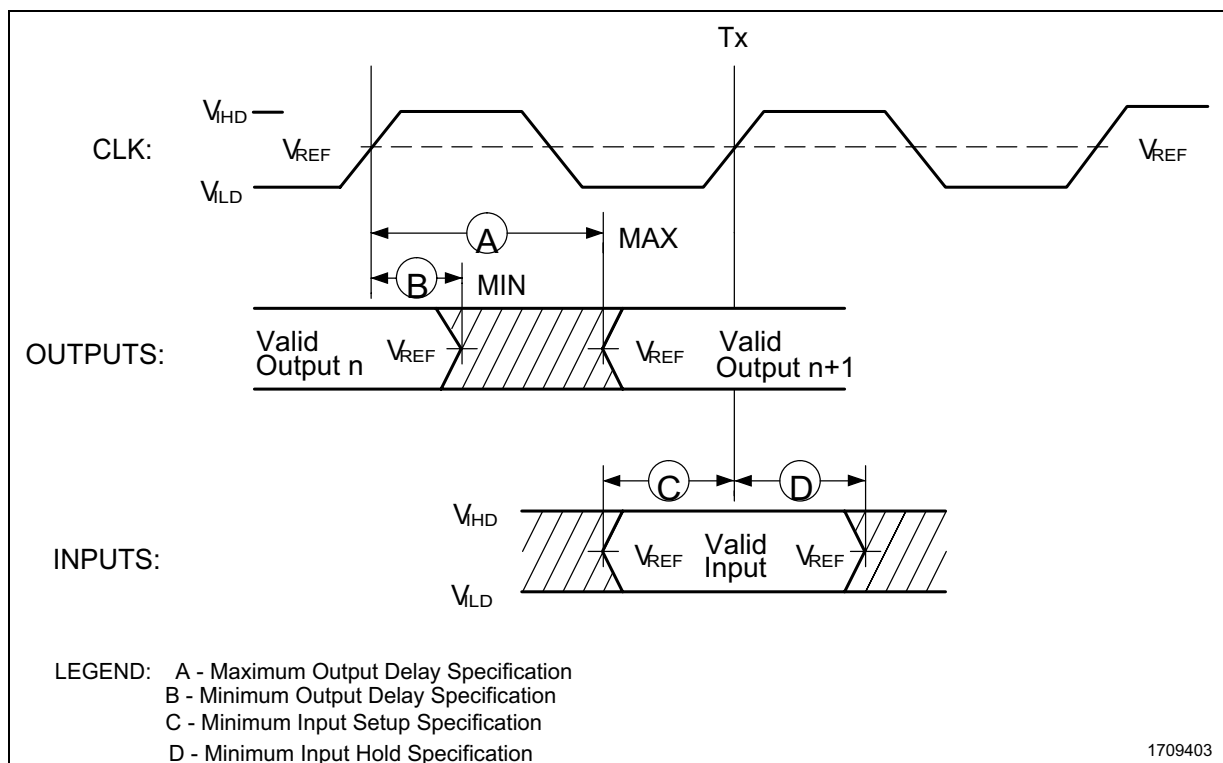 Tx
VIHD
CLK:
VREF
VREF
VILD
A
MAX
B
MIN
OUTPUTS:
Valid
Output n
VREF
VREF
Valid
Output n+1
C
D
VIHD
INPUTS:
VREF
Valid
Input
VREF
VILD
LEGEND: A - Maximum Output Delay Specification
B - Minimum Output Delay Specification
C - Minimum Input Setup Specification
D - Minimum Input Hold Specification
1709403